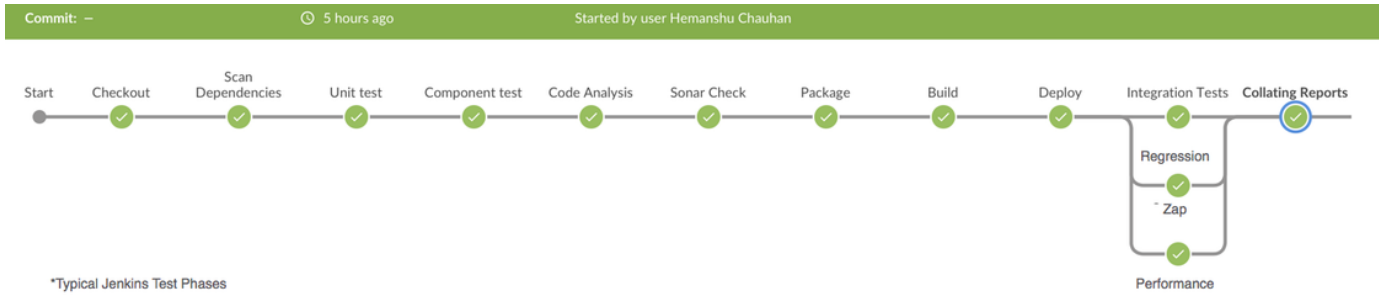 Commit: –
5 hours ago
Started by user Hemanshu Chauhan
Start
Checkout
Scan
Dependencies
Unit test
Component test
Code Analysis
Sonar Check
Package
Build
Deploy
Integration Tests
Collating Reports
Regression
Zap
Performance
*Typical Jenkins Test Phases